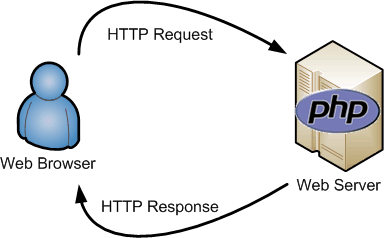 HTTP Request
php
Web Browser
Web Server
HTTP Response